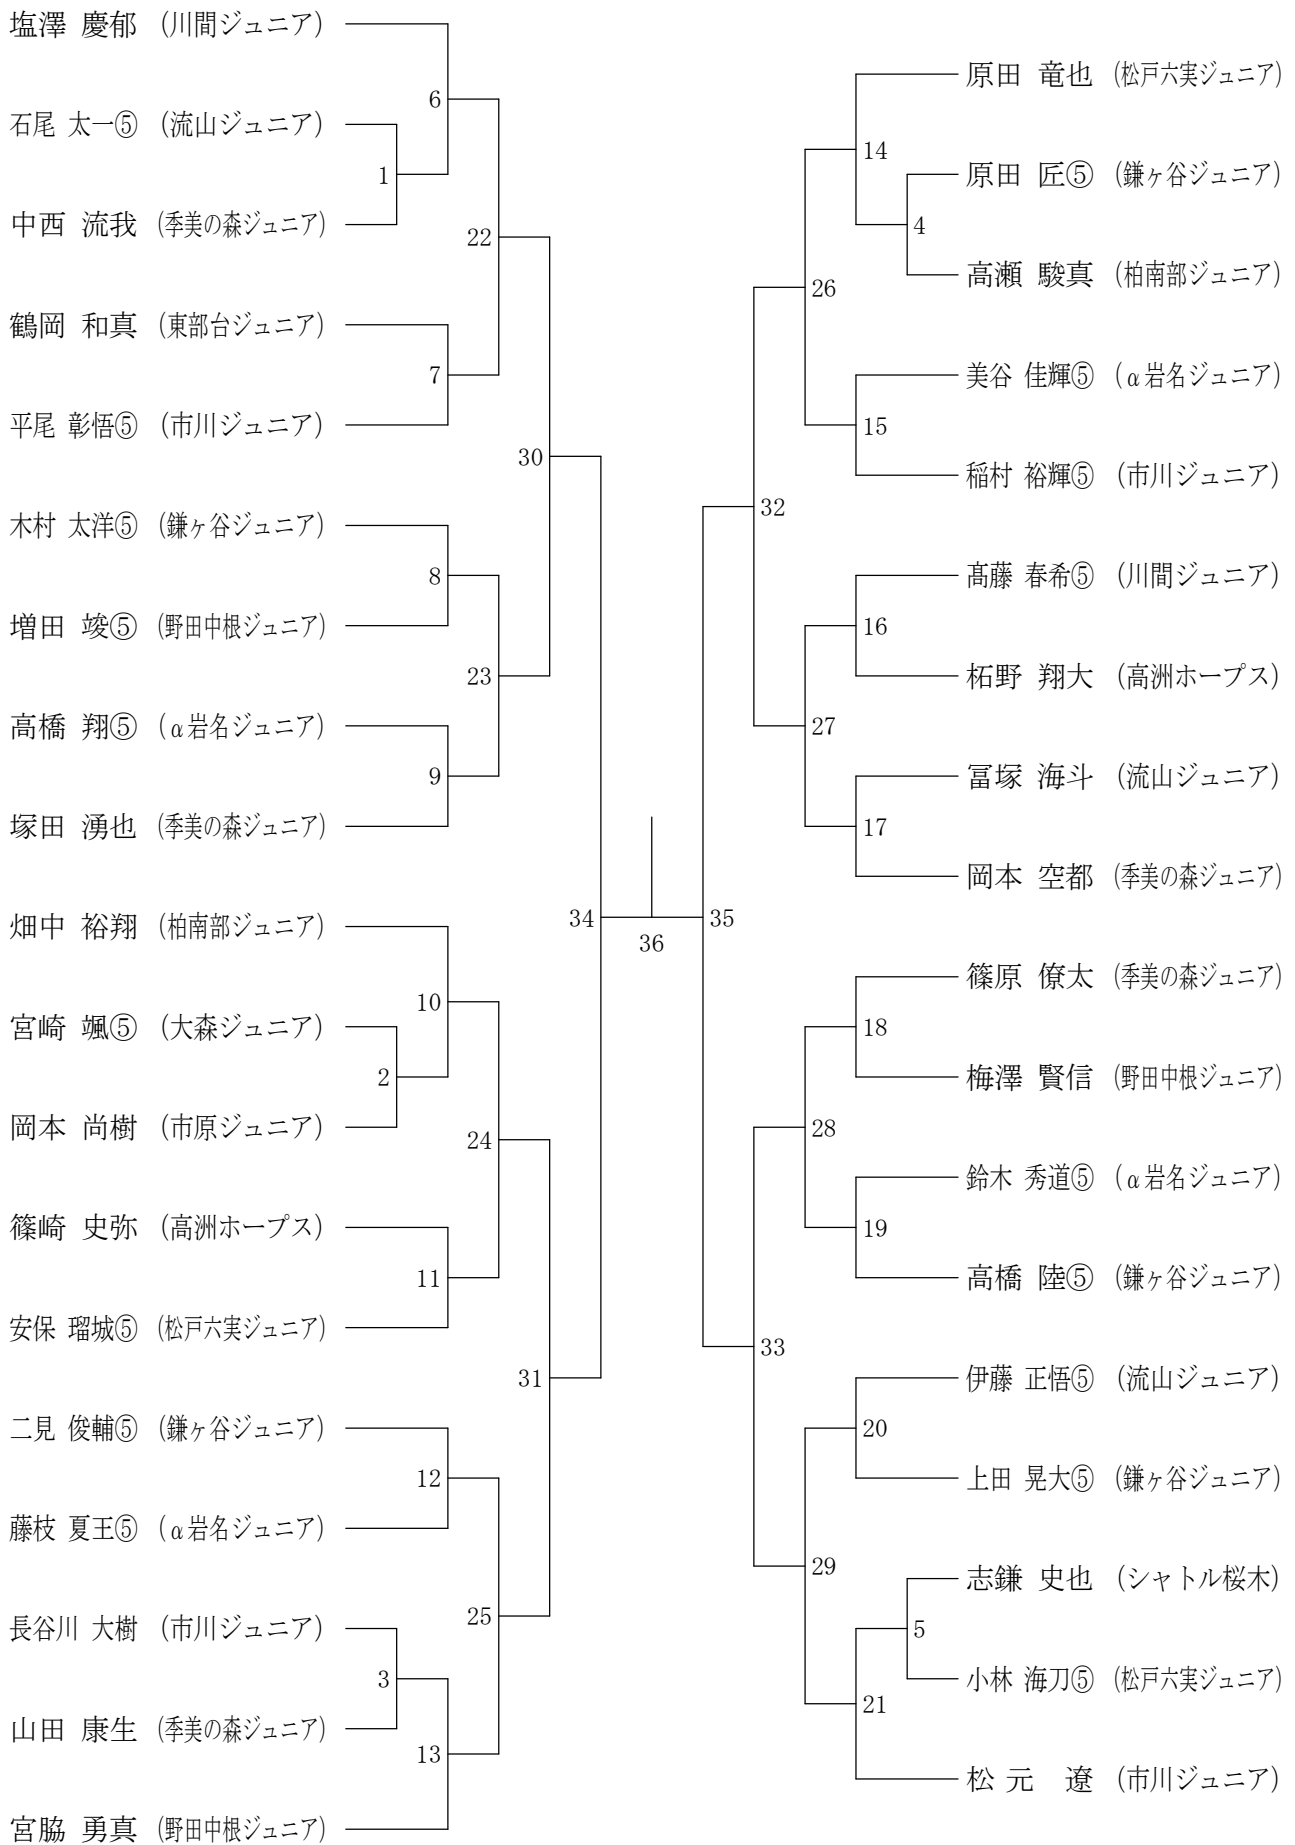 塩澤 慶郁 (川間ジュニア)
6
石尾 太一⑤ (流山ジュニア)
1
中西 流我 (季美の森ジュニア)
22
鶴岡 和真 (東部台ジュニア)
7
平尾 彰悟⑤ (市川ジュニア)
30
木村 太洋⑤ (鎌ヶ谷ジュニア)
8
増田 竣⑤ (野田中根ジュニア)
23
高橋 翔⑤ (α岩名ジュニア)
9
塚田 湧也 (季美の森ジュニア)
34
畑中 裕翔 (柏南部ジュニア)
10
宮崎 颯⑤ (大森ジュニア)
2
岡本 尚樹 (市原ジュニア)
24
篠崎 史弥 (高洲ホープス)
11
安保 瑠城⑤ (松戸六実ジュニア)
31
二見 俊輔⑤ (鎌ヶ谷ジュニア)
12
藤枝 夏王⑤ (α岩名ジュニア)
25
長谷川 大樹 (市川ジュニア)
3
山田 康生 (季美の森ジュニア)
13
宮脇 勇真 (野田中根ジュニア)
36
原田 竜也 (松戸六実ジュニア)
14
原田 匠⑤ (鎌ヶ谷ジュニア)
4
高瀬 駿真 (柏南部ジュニア)
26
美谷 佳輝⑤ (α岩名ジュニア)
15
稲村 裕輝⑤ (市川ジュニア)
32
髙藤 春希⑤ (川間ジュニア)
16
柘野 翔大 (高洲ホープス)
27
冨塚 海斗 (流山ジュニア)
17
岡本 空都 (季美の森ジュニア)
35
篠原 僚太 (季美の森ジュニア)
18
梅澤 賢信 (野田中根ジュニア)
28
鈴木 秀道⑤ (α岩名ジュニア)
19
高橋 陸⑤ (鎌ヶ谷ジュニア)
33
伊藤 正悟⑤ (流山ジュニア)
20
上田 晃大⑤ (鎌ヶ谷ジュニア)
29
志鎌 史也 (シャトル桜木)
5
小林 海刀⑤ (松戸六実ジュニア)
21
松元 遼 (市川ジュニア)